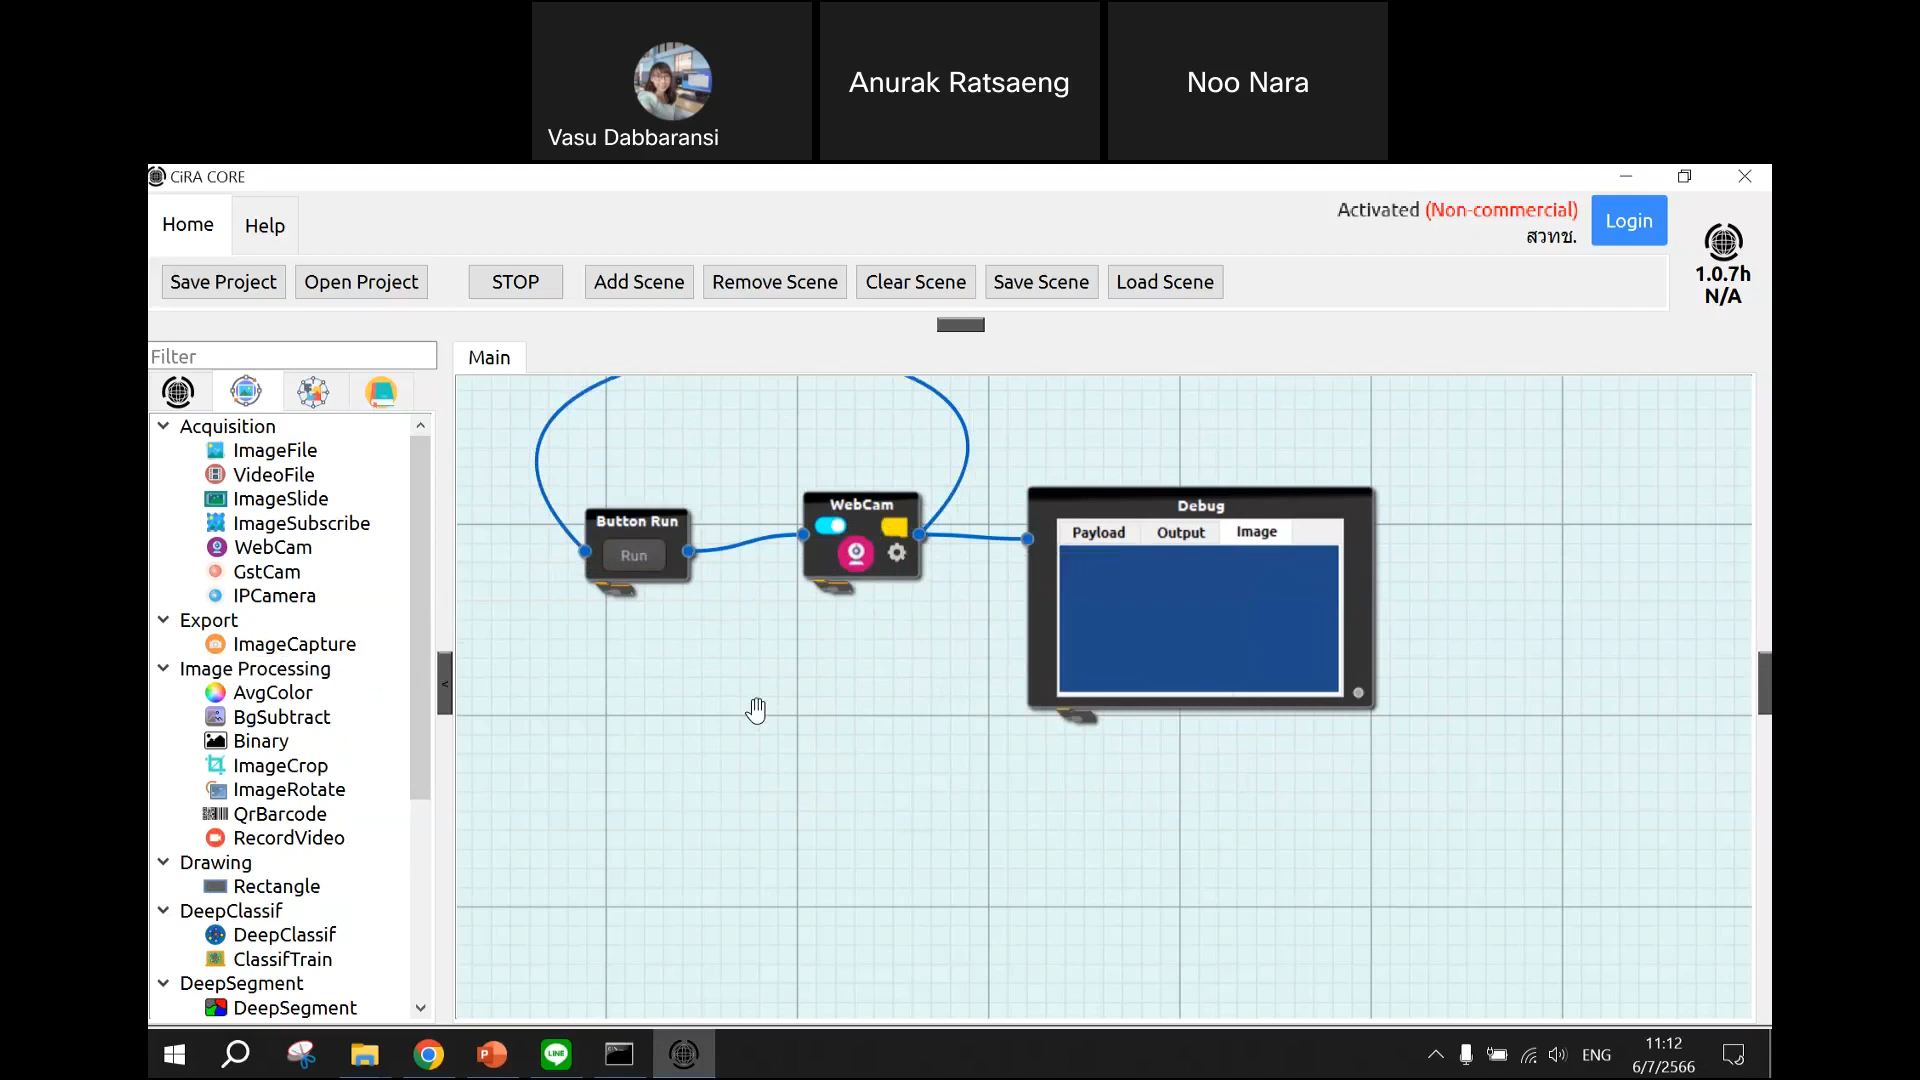 Vasu Dabbaransi
Anurak Ratsaeng
Noo Nara
CiRA CORE
Home
Help
Activated (Non-commercial)
สวทช.
Login
1.0.7h
N/A
Save Project
Open Project
STOP
Add Scene
Remove Scene
Clear Scene
Save Scene
Load Scene
Filter
Main
Acquisition
ImageFile
VideoFile
ImageSlide
ImageSubscribe
WebCam
GstCam
IPCamera
Export
ImageCapture
Image Processing
AvgColor
BgSubtract
Binary
ImageCrop
ImageRotate
QrBarcode
RecordVideo
Drawing
Rectangle
DeepClassif
DeepClassif
ClassifTrain
DeepSegment
DeepSegment
<
Button Run
Run
WebCam
Debug
Payload
Output
Image
LINE
ENG
11:12
6/7/2566